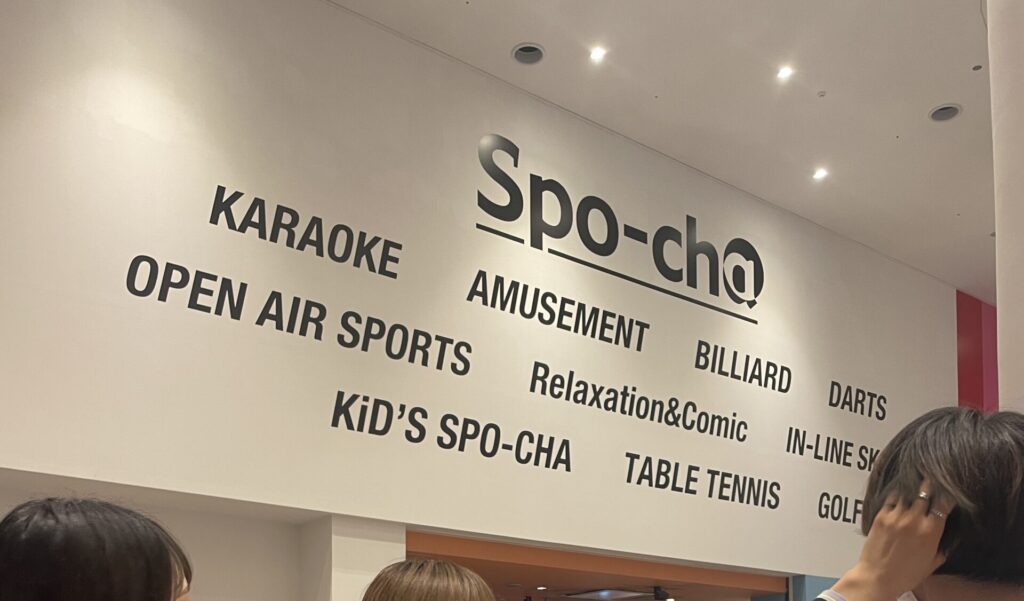 Spo-cha
KARAOKE AMUSEMENT BILLIARD DARTS
OPEN AIR SPORTS Relaxation&Comic IN-LINE SK
KiD'S SPO-CHA TABLE TENNIS GOLF